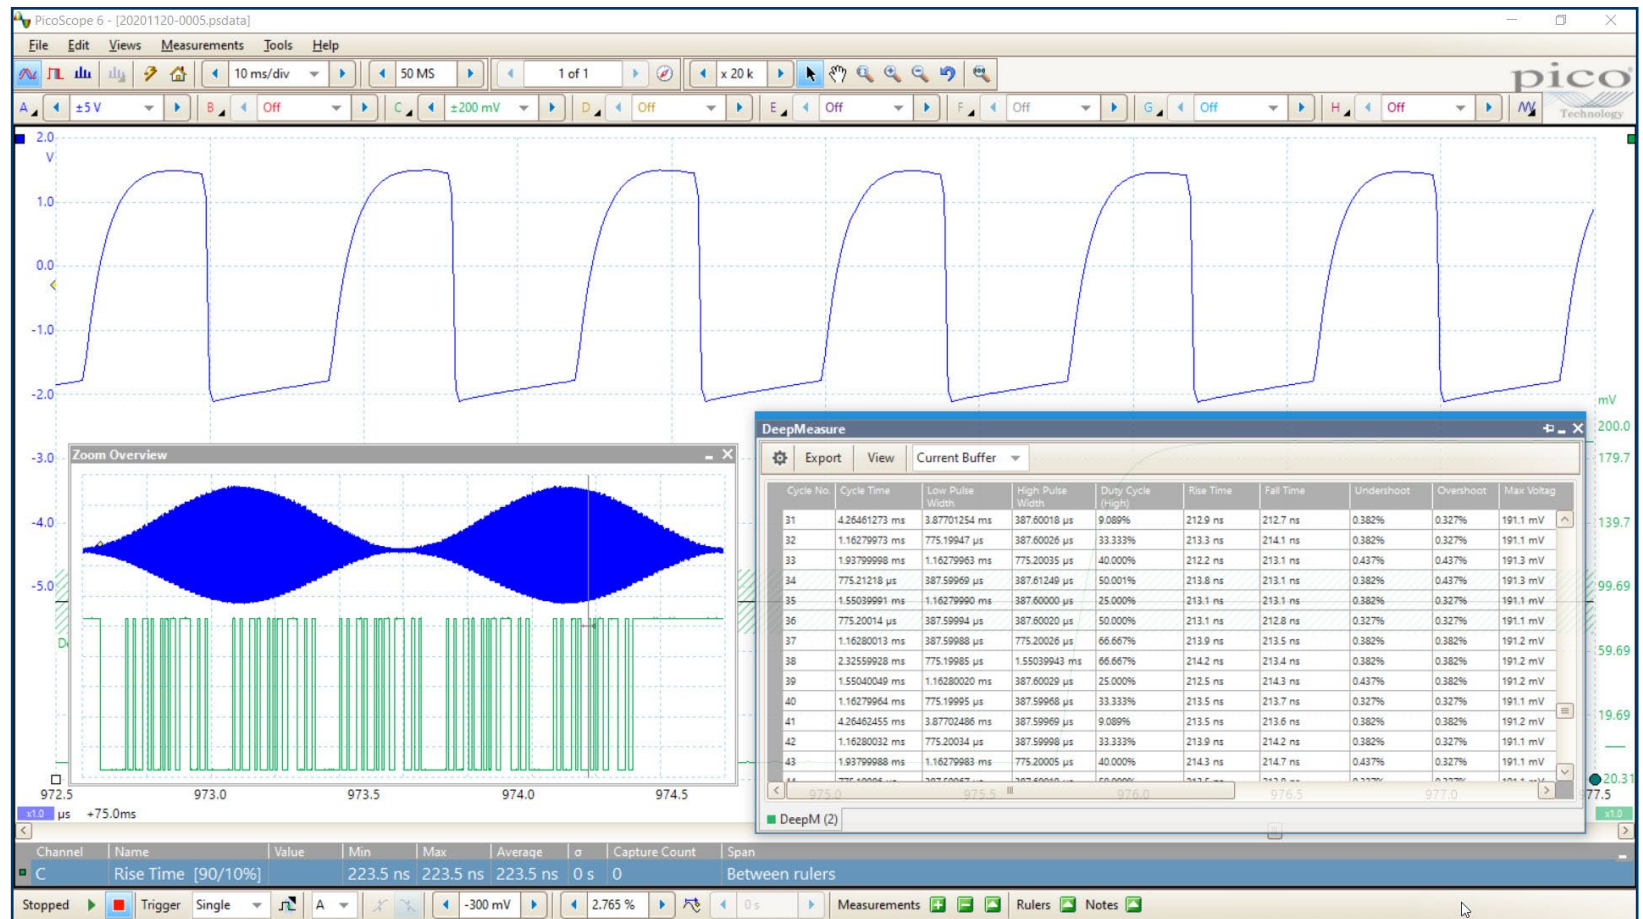 PicoScope 6 - [20201120-0005.psdata]
File Edit Views Measurements Tools Help
10 ms/div 50 MS 1 of 1 x 20 k
pico
Technology
A ±5 V B Off C ±200 mV D Off E Off F Off G Off H Off
2.0
V
1.0
0.0
-1.0
-2.0
-3.0
-4.0
-5.0
mV
200.0
179.7
139.7
99.69
59.69
19.69
-20.31
Zoom Overview
DeepMeasure
Export View Current Buffer
Cycle No. Cycle Time Low Pulse Width High Pulse Width Duty Cycle (High) Rise Time Fall Time Undershoot Overshoot Max Voltag
31 4.26461273 ms 3.87701254 ms 387.60018 µs 9.089% 212.9 ns 212.7 ns 0.382% 0.327% 191.1 mV
32 1.16279973 ms 775.19947 µs 387.60026 µs 33.333% 213.3 ns 214.1 ns 0.382% 0.327% 191.1 mV
33 1.93799998 ms 1.16279963 ms 775.20035 µs 40.000% 212.2 ns 213.1 ns 0.437% 0.437% 191.3 mV
34 775.21218 µs 387.59969 µs 387.61249 µs 50.001% 213.8 ns 213.1 ns 0.382% 0.437% 191.3 mV
35 1.55039991 ms 1.16279990 ms 387.60000 µs 25.000% 213.1 ns 213.1 ns 0.382% 0.327% 191.1 mV
36 775.20014 µs 387.59994 µs 387.60020 µs 50.000% 213.1 ns 212.8 ns 0.327% 0.327% 191.1 mV
37 1.16280013 ms 387.59988 µs 775.20026 µs 66.667% 213.9 ns 213.5 ns 0.382% 0.382% 191.2 mV
38 2.32559928 ms 775.19985 µs 1.55039943 ms 66.667% 214.2 ns 213.4 ns 0.382% 0.382% 191.2 mV
39 1.55040049 ms 1.16280020 ms 387.60029 µs 25.000% 212.5 ns 214.3 ns 0.437% 0.382% 191.2 mV
40 1.16279964 ms 775.19995 µs 387.59968 µs 33.333% 213.5 ns 213.7 ns 0.327% 0.327% 191.1 mV
41 4.26462455 ms 3.87702486 ms 387.59969 µs 9.089% 213.5 ns 213.6 ns 0.382% 0.382% 191.2 mV
42 1.16280032 ms 775.20034 µs 387.59998 µs 33.333% 213.9 ns 214.2 ns 0.382% 0.327% 191.1 mV
43 1.93799988 ms 1.16279983 ms 775.20005 µs 40.000% 214.3 ns 214.7 ns 0.437% 0.327% 191.1 mV
DeepM (2)
972.5 973.0 973.5 974.0 974.5 975.0 975.5 976.0 976.5 977.0 977.5
x1.0 µs +75.0ms x1.0
Channel Name Value Min Max Average σ Capture Count Span
C Rise Time [90/10%] 223.5 ns 223.5 ns 223.5 ns 0 s 0 Between rulers
Stopped Trigger Single A -300 mV 2.765 % 0 s Measurements Rulers Notes